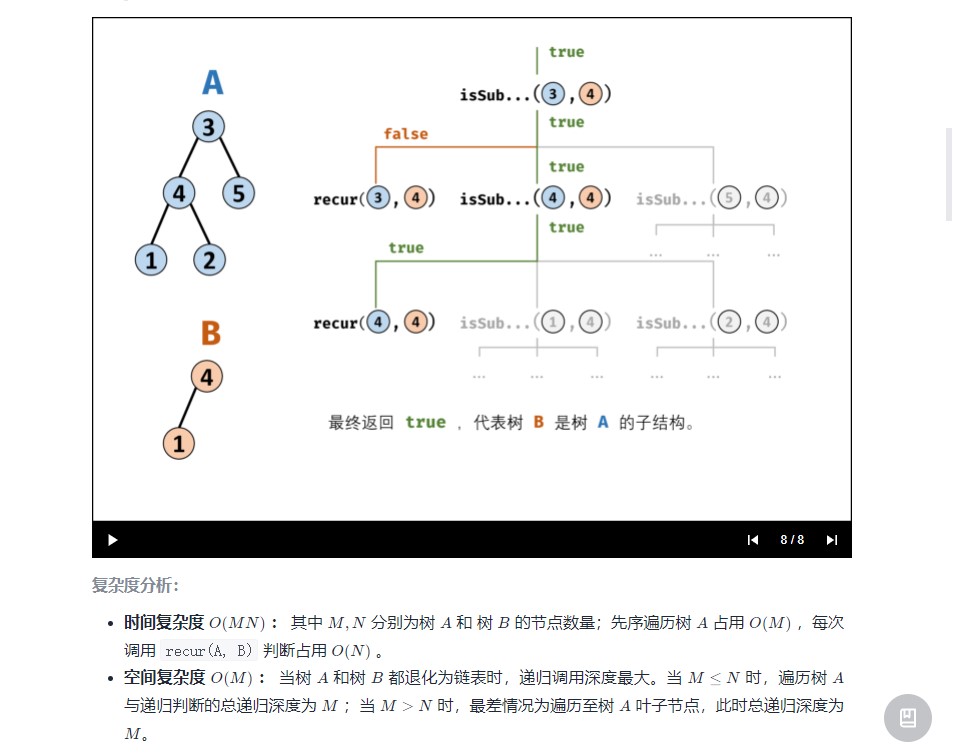 A
3
4 5
1 2
B
4
1
true
isSub...(3,4)
true
false
true
recur(3,4) isSub...(4,4) isSub...(5,4)
true
true
... ... ...
recur(4,4) isSub...(1,4) isSub...(2,4)
... ... ... ... ... ...
最终返回 true ，代表树 B 是树 A 的子结构。
8 / 8
复杂度分析：
• 时间复杂度 O(MN)： 其中 M, N 分别为树 A 和 树 B 的节点数量；先序遍历树 A 占用 O(M) ，每次
调用 recur(A, B) 判断占用 O(N) 。
• 空间复杂度 O(M)： 当树 A 和树 B 都退化为链表时，递归调用深度最大。当 M ≤ N 时，遍历树 A
与递归判断的总递归深度为 M ；当 M > N 时，最差情况为遍历至树 A 叶子节点，此时总递归深度为
M。